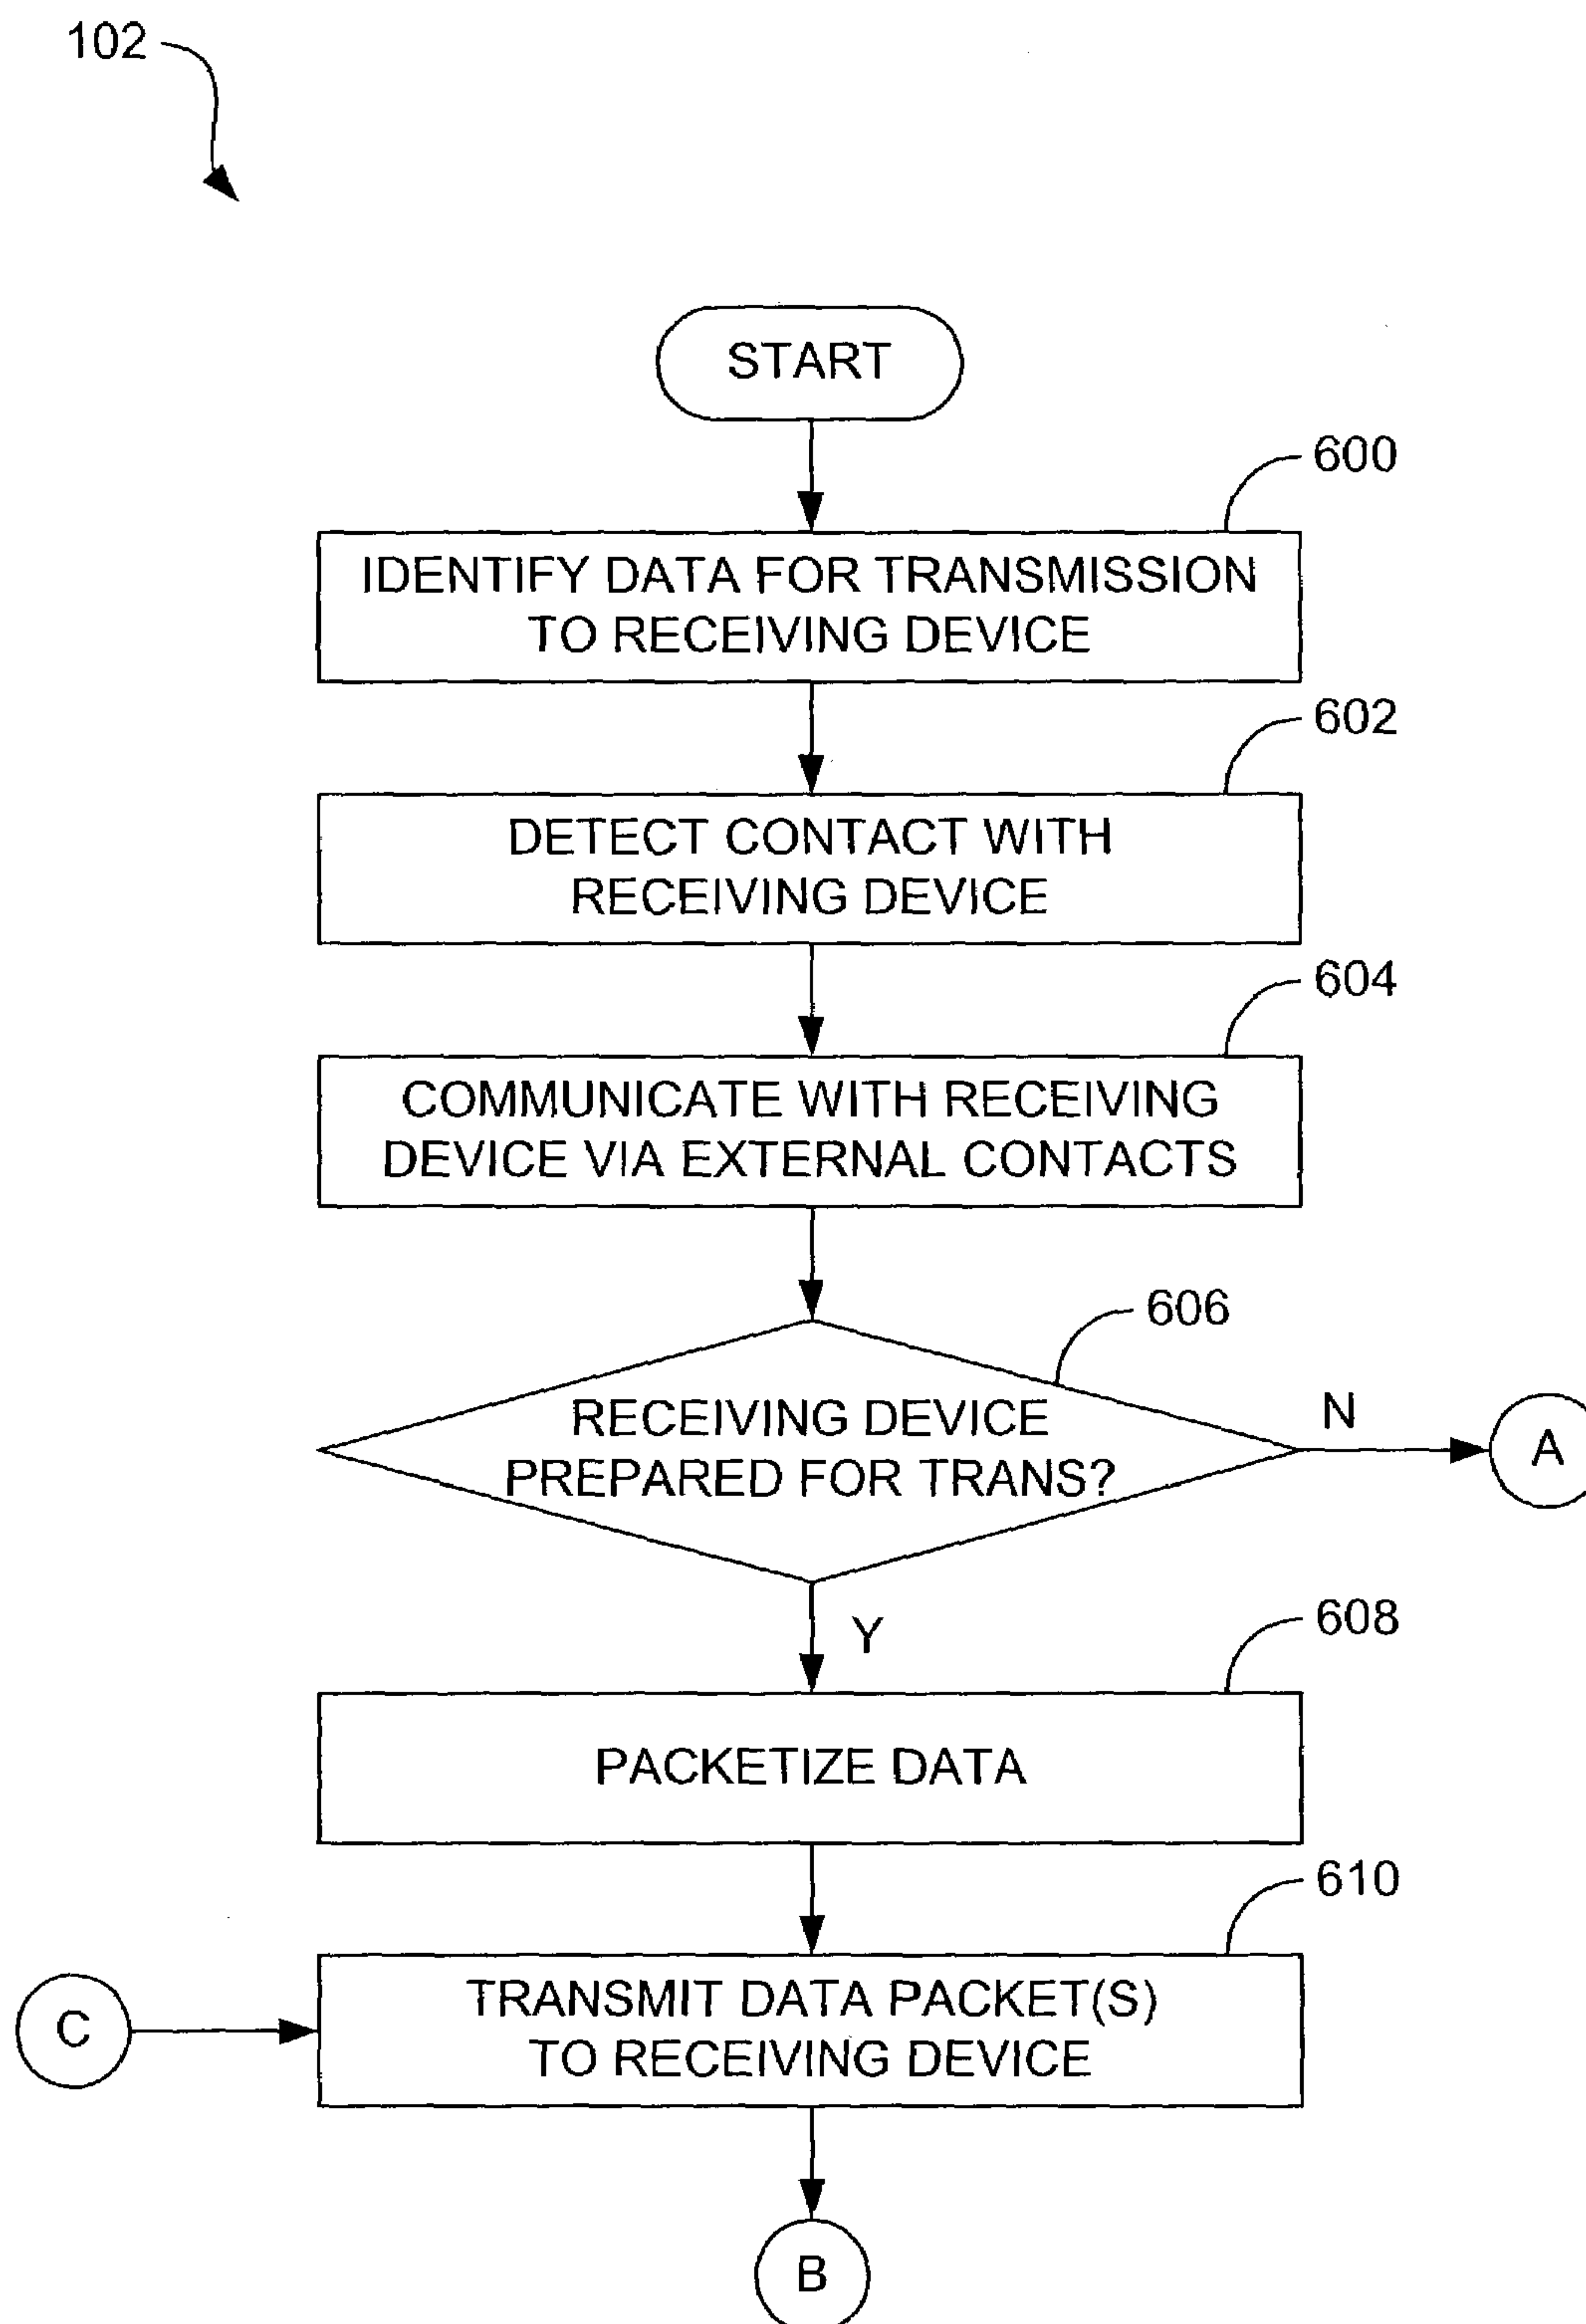 102
START
600
IDENTIFY DATA FOR TRANSMISSION
TO RECEIVING DEVICE
602
DETECT CONTACT WITH
RECEIVING DEVICE
604
COMMUNICATE WITH RECEIVING
DEVICE VIA EXTERNAL CONTACTS
606
RECEIVING DEVICE
PREPARED FOR TRANS?
N
A
Y
608
PACKETIZE DATA
610
C
TRANSMIT DATA PACKET(S)
TO RECEIVING DEVICE
B